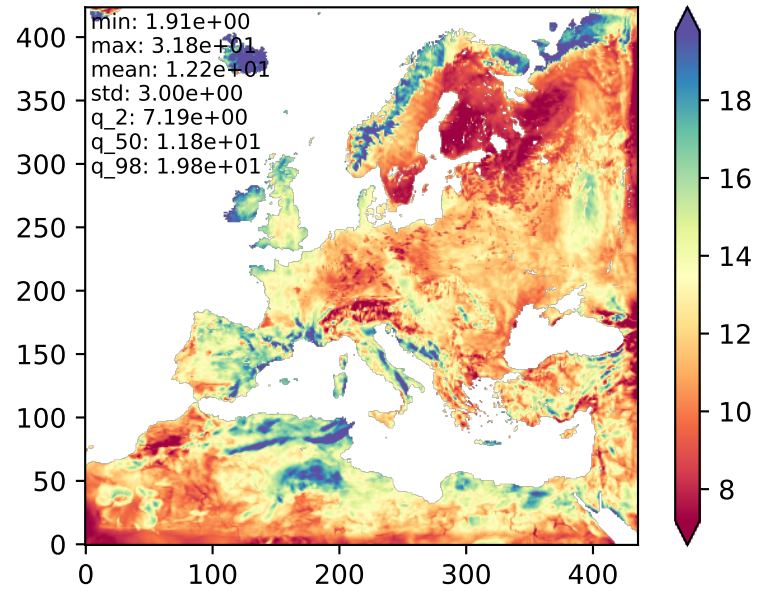 min: 1.91e+00
max: 3.18e+01
mean: 1.22e+01
std: 3.00e+00
q_2: 7.19e+00
q_50: 1.18e+01
q_98: 1.98e+01
400
350
300
250
200
150
100
50
0
0 100 200 300 400
18
16
14
12
10
8